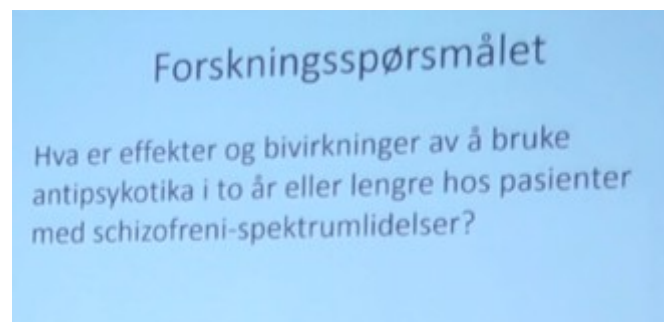 Forskningsspørsmålet
Hva er effekter og bivirkninger av å bruke
antipsykotika i to år eller lengre hos pasienter
med schizofreni-spektrumlidelser?